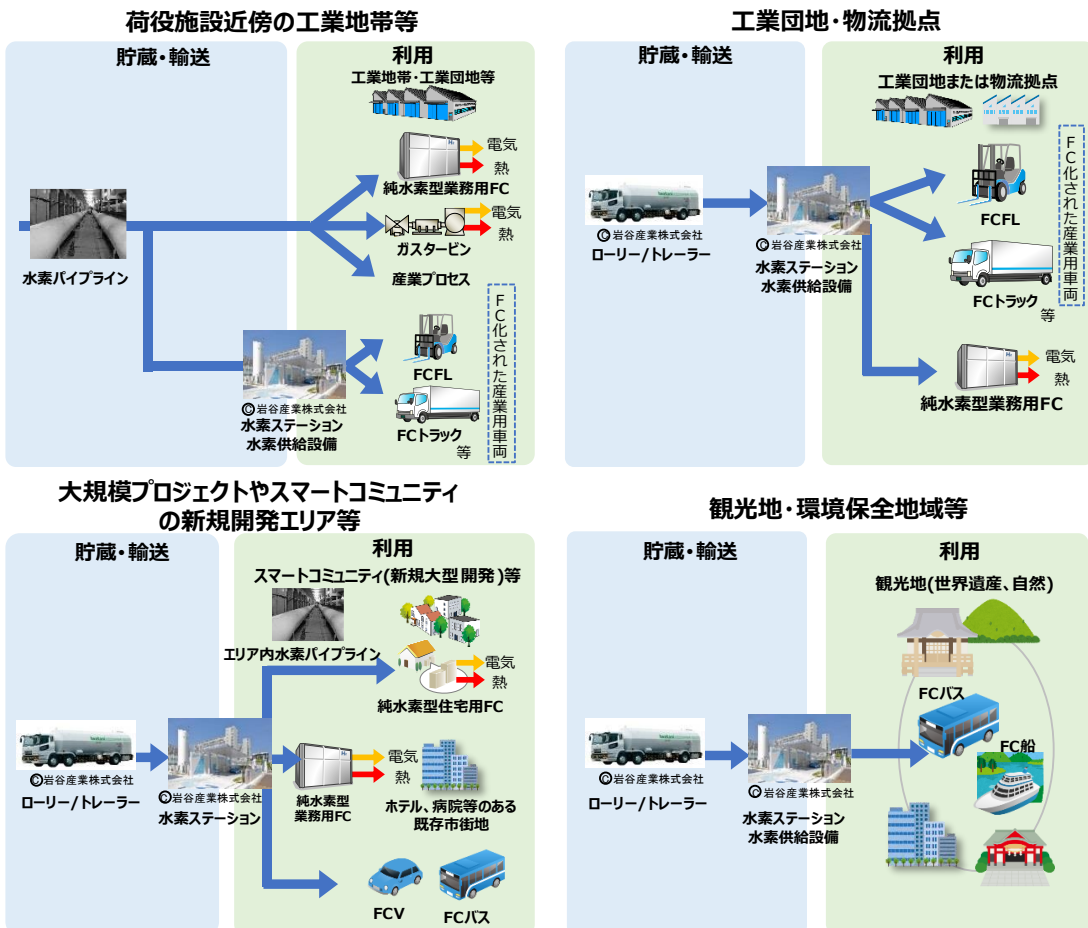 荷役施設近傍の工業地帯等
貯蔵・輸送
利用
工業地帯・工業団地等
電気
熱
純水素型業務用FC
電気
熱
ガスタービン
水素パイプライン
産業プロセス
FCFL
FCトラック
等
FC化された産業用車両
©岩谷産業株式会社
水素ステーション
水素供給設備
工業団地・物流拠点
貯蔵・輸送
利用
工業団地または物流拠点
FCFL
FCトラック
等
FC化された産業用車両
©岩谷産業株式会社
ローリー/トレーラー
©岩谷産業株式会社
水素ステーション
水素供給設備
電気
熱
純水素型業務用FC
大規模プロジェクトやスマートコミュニティ
の新規開発エリア等
貯蔵・輸送
利用
スマートコミュニティ(新規大型開発)等
エリア内水素パイプライン
電気
熱
純水素型住宅用FC
©岩谷産業株式会社
ローリー/トレーラー
©岩谷産業株式会社
水素ステーション
電気
熱
純水素型
業務用FC
ホテル、病院等のある
既存市街地
FCV
FCバス
観光地・環境保全地域等
貯蔵・輸送
利用
観光地(世界遺産、自然)
FCバス
FC船
©岩谷産業株式会社
ローリー/トレーラー
©岩谷産業株式会社
水素ステーション
水素供給設備